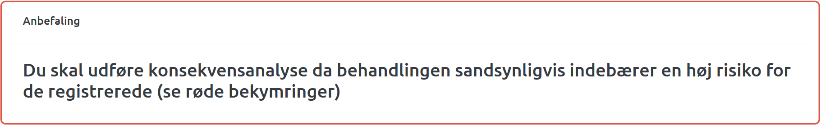 Anbefaling
Du skal udføre konsekvensanalyse da behandlingen sandsynligvis indebærer en høj risiko for
de registrerede (se røde bekymringer)